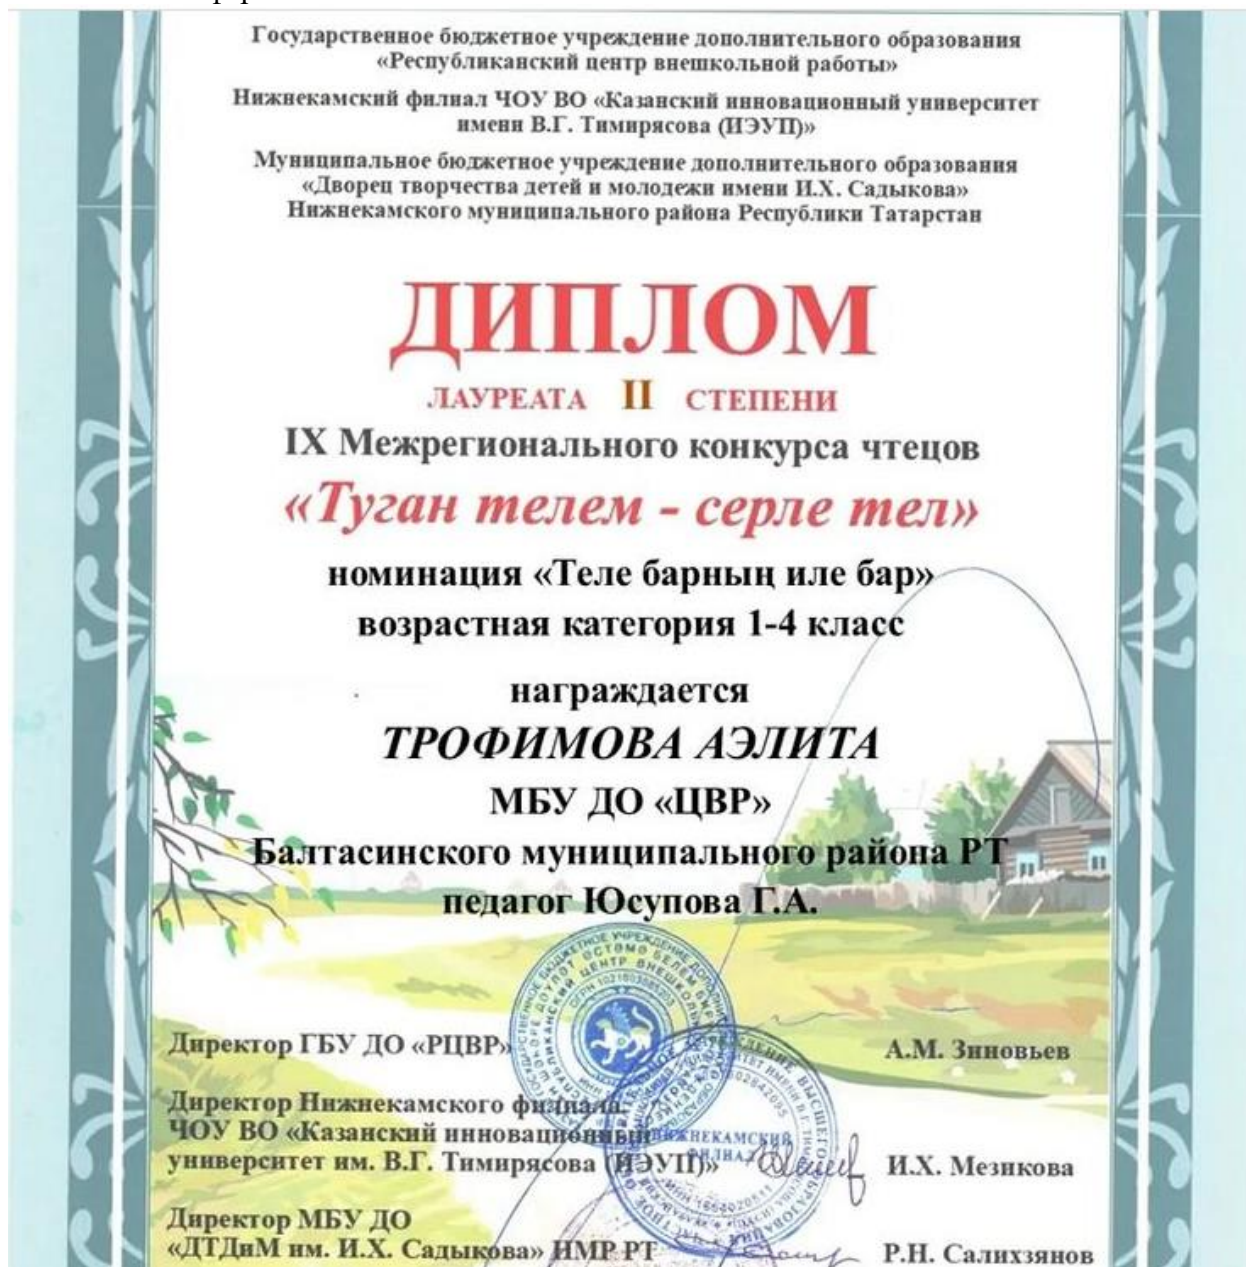 Государственное бюджетное учреждение дополнительного образования
«Республиканский центр внешкольной работы»
Нижнекамский филиал ЧОУ ВО «Казанский инновационный университет
имени В.Г. Тимирясова (ИЭУП)»
Муниципальное бюджетное учреждение дополнительного образования
«Дворец творчества детей и молодежи имени И.Х. Садыкова»
Нижнекамского муниципального района Республики Татарстан
ДИПЛОМ
ЛАУРЕАТА II СТЕПЕНИ
IX Межрегионального конкурса чтецов
«Туган телем - серле тел»
номинация «Теле барның иле бар»
возрастная категория 1-4 класс
награждается
ТРОФИМОВА АЭЛИТА
МБУ ДО «ЦВР»
Балтасинского муниципального района РТ
педагог Юсупова Г.А.
Директор ГБУ ДО «РЦВР» А.М. Зиновьев
Директор Нижнекамского филиала
ЧОУ ВО «Казанский инновационный
университет им. В.Г. Тимирясова (ИЭУП)» И.Х. Мезикова
НИЖНЕКАМСКИЙ
ФИЛИАЛ
Директор МБУ ДО
«ДТДиМ им. И.Х. Садыкова» НМР РТ Р.Н. Салихзянов